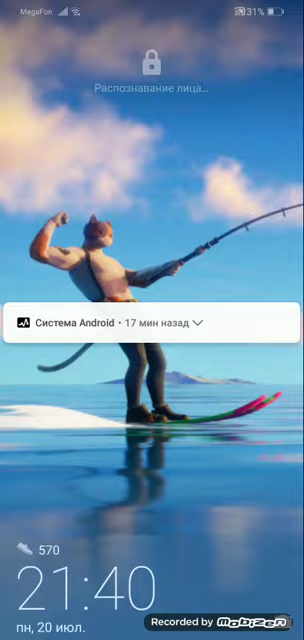 MegaFon
31%
Распознавание лица...
Система Android • 17 мин назад
570
21:40
пн, 20 июл.
Recorded by mobizen